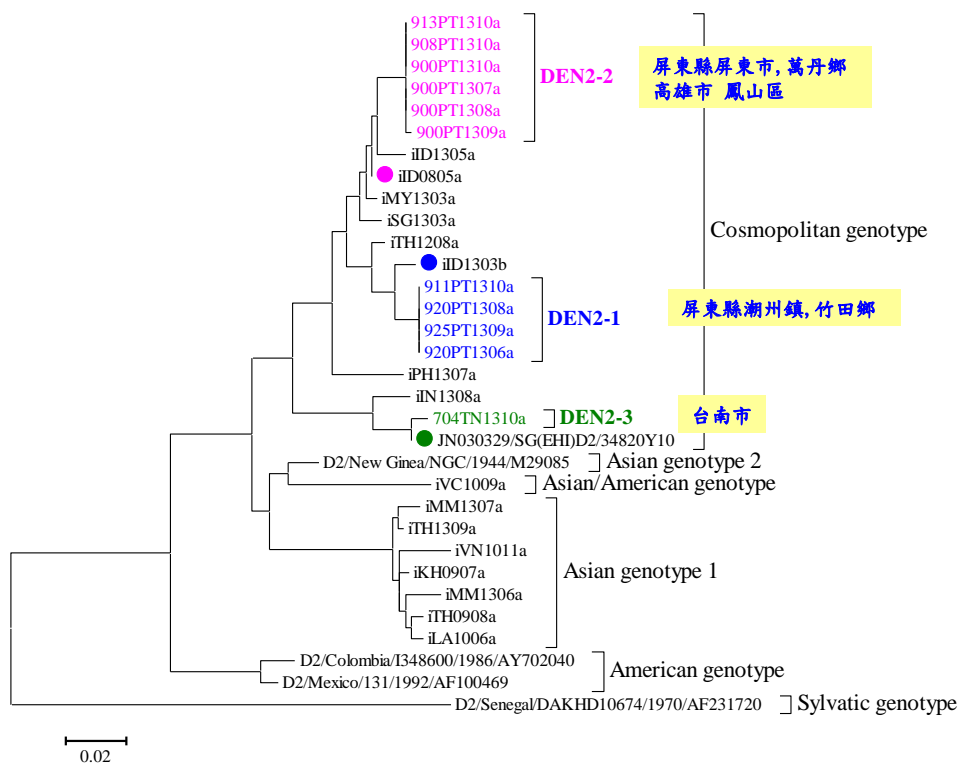 913PT1310a
908PT1310a
900PT1310a
900PT1307a
900PT1308a
900PT1309a
DEN2-2
屏東縣屏東市,萬丹鄉
高雄市 鳳山區
iID1305a
iID0805a
iMY1303a
iSG1303a
Cosmopolitan genotype
iTH1208a
iID1303b
911PT1310a
920PT1308a
925PT1309a
920PT1306a
DEN2-1
屏東縣潮州鎮,竹田鄉
iPH1307a
iIN1308a
704TN1310a
DEN2-3
台南市
JN030329/SG(EHI)D2/34820Y10
D2/New Ginea/NGC/1944/M29085
Asian genotype 2
iVC1009a
Asian/American genotype
iMM1307a
iTH1309a
iVN1011a
iKH0907a
iMM1306a
iTH0908a
iLA1006a
Asian genotype 1
D2/Colombia/I348600/1986/AY702040
D2/Mexico/131/1992/AF100469
American genotype
D2/Senegal/DAKHD10674/1970/AF231720
Sylvatic genotype
0.02